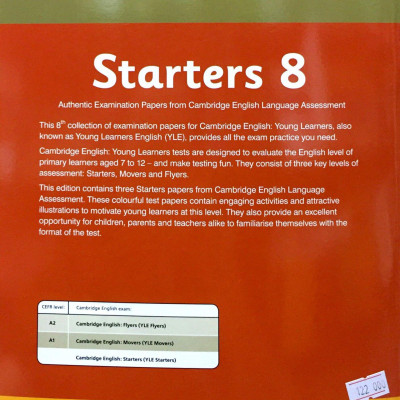 Starters 8
Authentic Examination Papers from Cambridge English Language Assessment
This 8th collection of examination papers for Cambridge English: Young Learners, also
known as Young Learners English (YLE), provides all the exam practice you need.
Cambridge English: Young Learners tests are designed to evaluate the English level of
primary learners aged 7 to 12 – and make testing fun. They consist of three key levels of
assessment: Starters, Movers and Flyers.
This edition contains three Starters papers from Cambridge English Language
Assessment. These colourful test papers contain engaging activities and attractive
illustrations to motivate young learners at this level. They also provide an excellent
opportunity for children, parents and teachers alike to familiarise themselves with the
format of the test.
CEFR level: Cambridge English exam:
A2 Cambridge English: Flyers (YLE Flyers)
A1 Cambridge English: Movers (YLE Movers)
Cambridge English: Starters (YLE Starters)
122 000